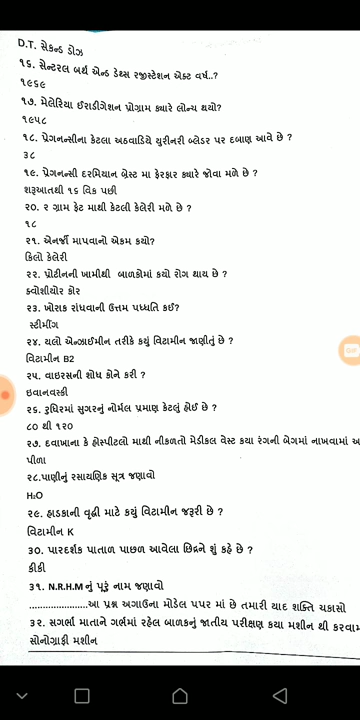 D.T. સેકન્ડ ડોઝ
૧૬. સેન્ટરલ બર્થ એન્ડ ડેથ્સ રજીસ્ટેશન એક્ટ વર્ષ..?
૧૯૬૯
૧૭. મેલેરિયા ઈરાડીગેશન પ્રોગ્રામ ક્યારે લોન્ચ થયો?
૧૯૫૮
૧૮. પ્રેગનન્સીના કેટલા અઠવાડિયે યુરીનરી બ્લેડર પર દબાણ આવે છે ?
૩૮
૧૯. પ્રેગનન્સી દરમિયાન બ્રેસ્ટ મા ફેરફાર ક્યારે જોવા મળે છે ?
શરૂઆતથી ૧૬ વિક પછી
૨૦. ૨ ગ્રામ ફેટ માથી કેટલી કેલેરી મળે છે ?
૧૮
૨૧. એનર્જી માપવાનો એકમ કયો?
કિલો કેલેરી
૨૨. પ્રોટીનની ખામીથી બાળકોમાં કયો રોગ થાય છે ?
ક્વોશીયોર કોર
૨૩. ખોરાક રાંધવાની ઉત્તમ પધ્ધતિ કઈ?
સ્ટીમીંગ
૨૪. યલો એન્ઝાઈમીન તરીકે કયું વિટામીન જાણીતું છે ?
વિટામીન B2
૨૫. વાઇરસની શોધ કોને કરી ?
ઇવાનવસ્કી
૨૬. રુધિરમાં સુગરનું નોર્મલ પ્રમાણ કેટલું હોઈ છે ?
૮૦ થી ૧૨૦
૨૭. દવાખાના કે હોસ્પીટલો માથી નીકળતો મેડીકલ વેસ્ટ કયા રંગની બેગમાં નાખવામાં
પીળા
૨૮.પાણીનું રસાયણિક સૂત્ર જણાવો
H₂O
૨૯. હાડકાની વૃદ્ધી માટે કયું વિટામીન જરૂરી છે ?
વિટામીન K
૩૦. પારદર્શક પાતાળ પાછળ આવેલા છિદ્રને શું કહે છે ?
કીકી
૩૧. N.R.H.M નું પૂરું નામ જણાવો
......................આ પ્રશ્ન અગાઉના મોડેલ પપર માં છે તમારી યાદ શક્તિ ચકાસો
૩૨. સગર્ભા માતાને ગર્ભમાં રહેલ બાળકનું જાતીય પરીક્ષણ કયા મશીન થી કરવામ
સોનોગ્રાફી મશીન